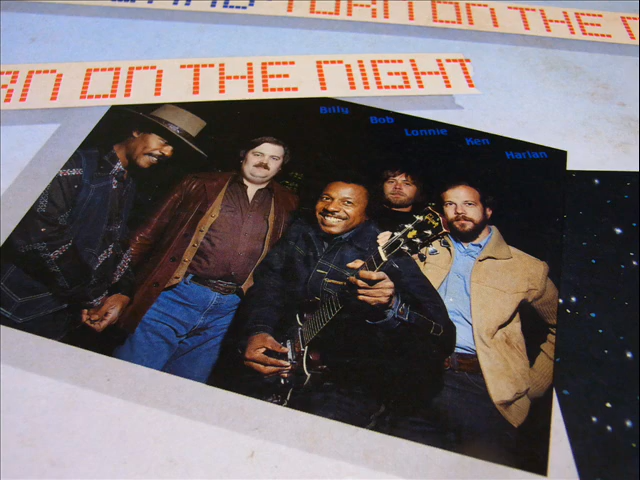 TURN ON THE
RN ON THE NIGHT
Billy
Bob
Lonnie
Ken
Harlan